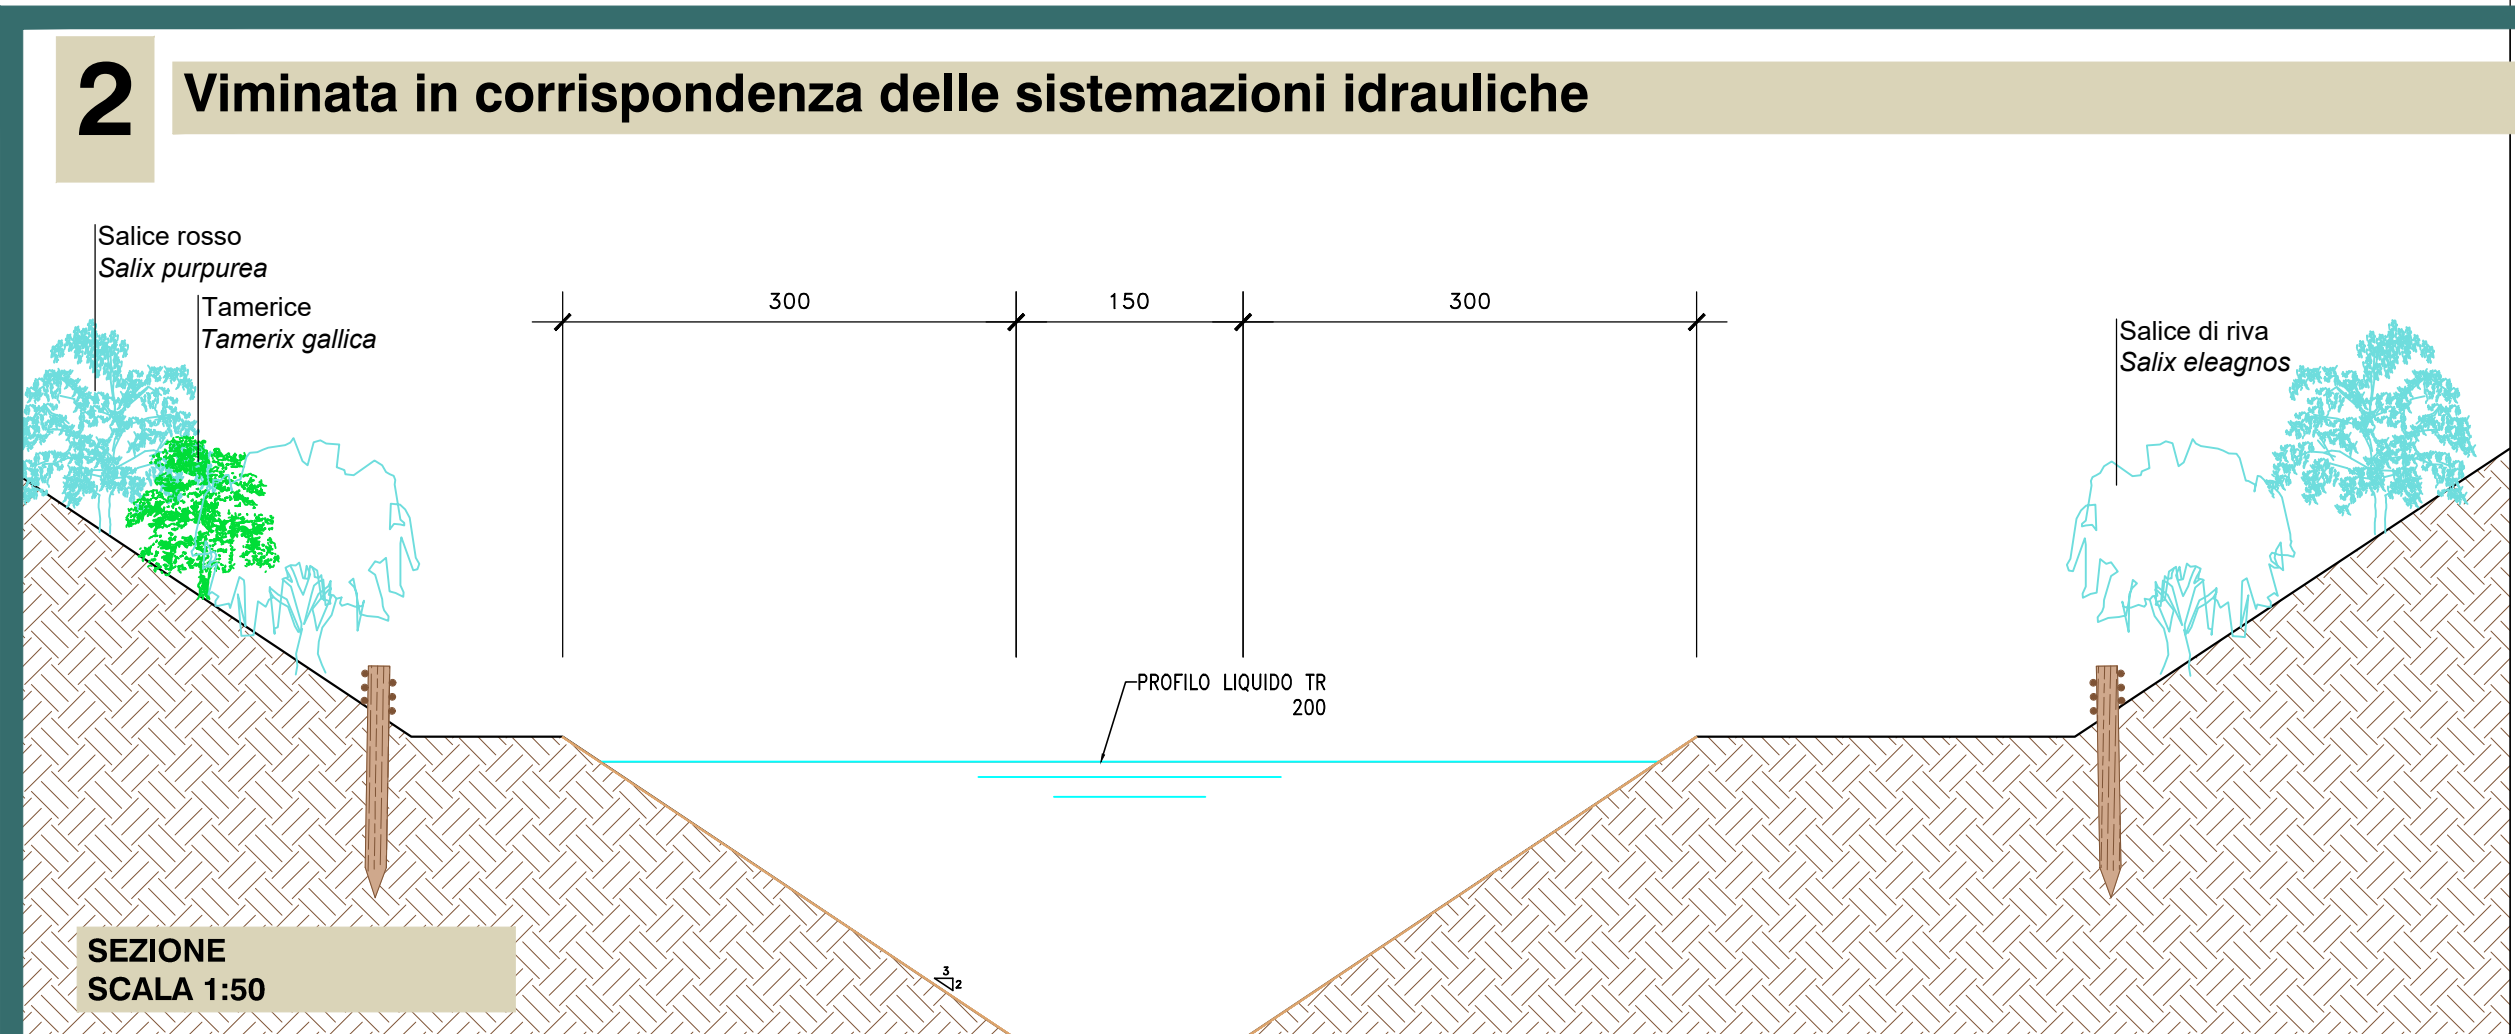 2
Viminata in corrispondenza delle sistemazioni idrauliche
Salice rosso
Salix purpurea
Tamerice
Tamerix gallica
300
150
300
Salice di riva
Salix eleagnos
PROFILO LIQUIDO TR
200
3
2
SEZIONE
SCALA 1:50